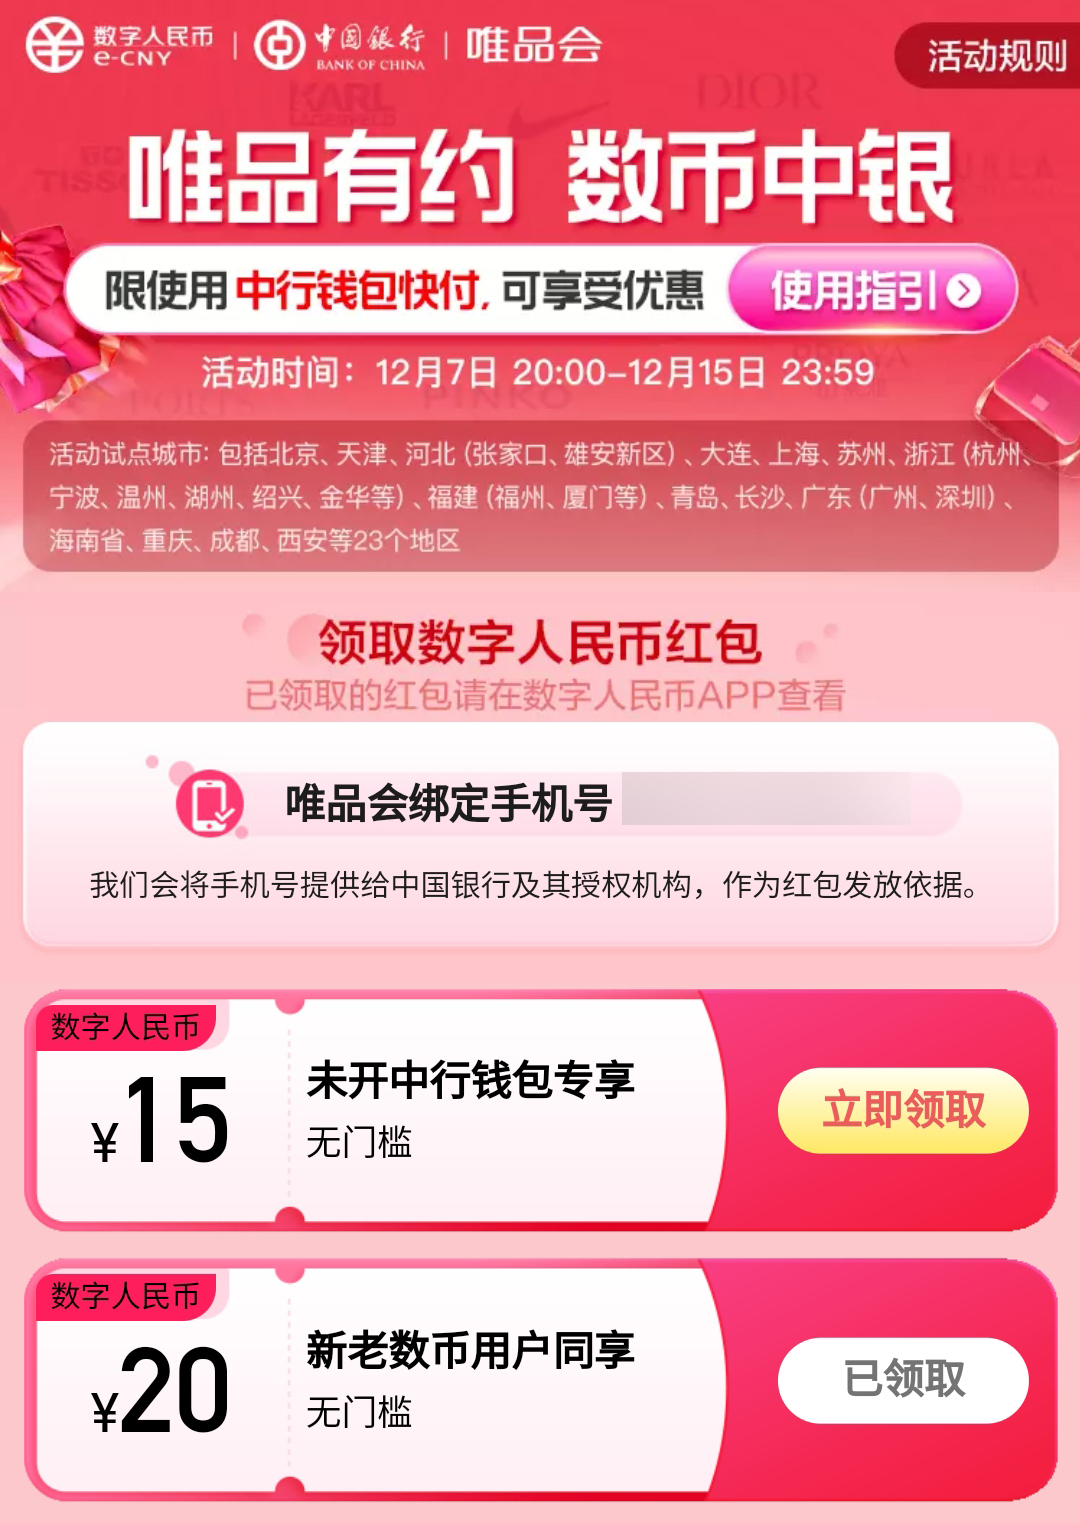 数字人民币
e-CNY
中国銀行
BANK OF CHINA
唯品会
活动规则
KARL
LAGERFELD
DIOR
TISSO
唯品有约 数币中银
限使用中行钱包快付,可享受优惠
使用指引
活动时间：12月7日 20:00-12月15日 23:59
PORTS
PINKO
PROYA
活动试点城市: 包括北京、天津、河北 (张家口、雄安新区) 、大连、上海、苏州、浙江 (杭州、
宁波、温州、湖州、绍兴、金华等) 、福建 (福州、厦门等) 、青岛、长沙、广东 (广州、深圳) 、
海南省、重庆、成都、西安等23个地区
领取数字人民币红包
已领取的红包请在数字人民币APP查看
唯品会绑定手机号
我们会将手机号提供给中国银行及其授权机构，作为红包发放依据。
数字人民币
¥15
未开中行钱包专享
无门槛
立即领取
数字人民币
¥20
新老数币用户同享
无门槛
已领取